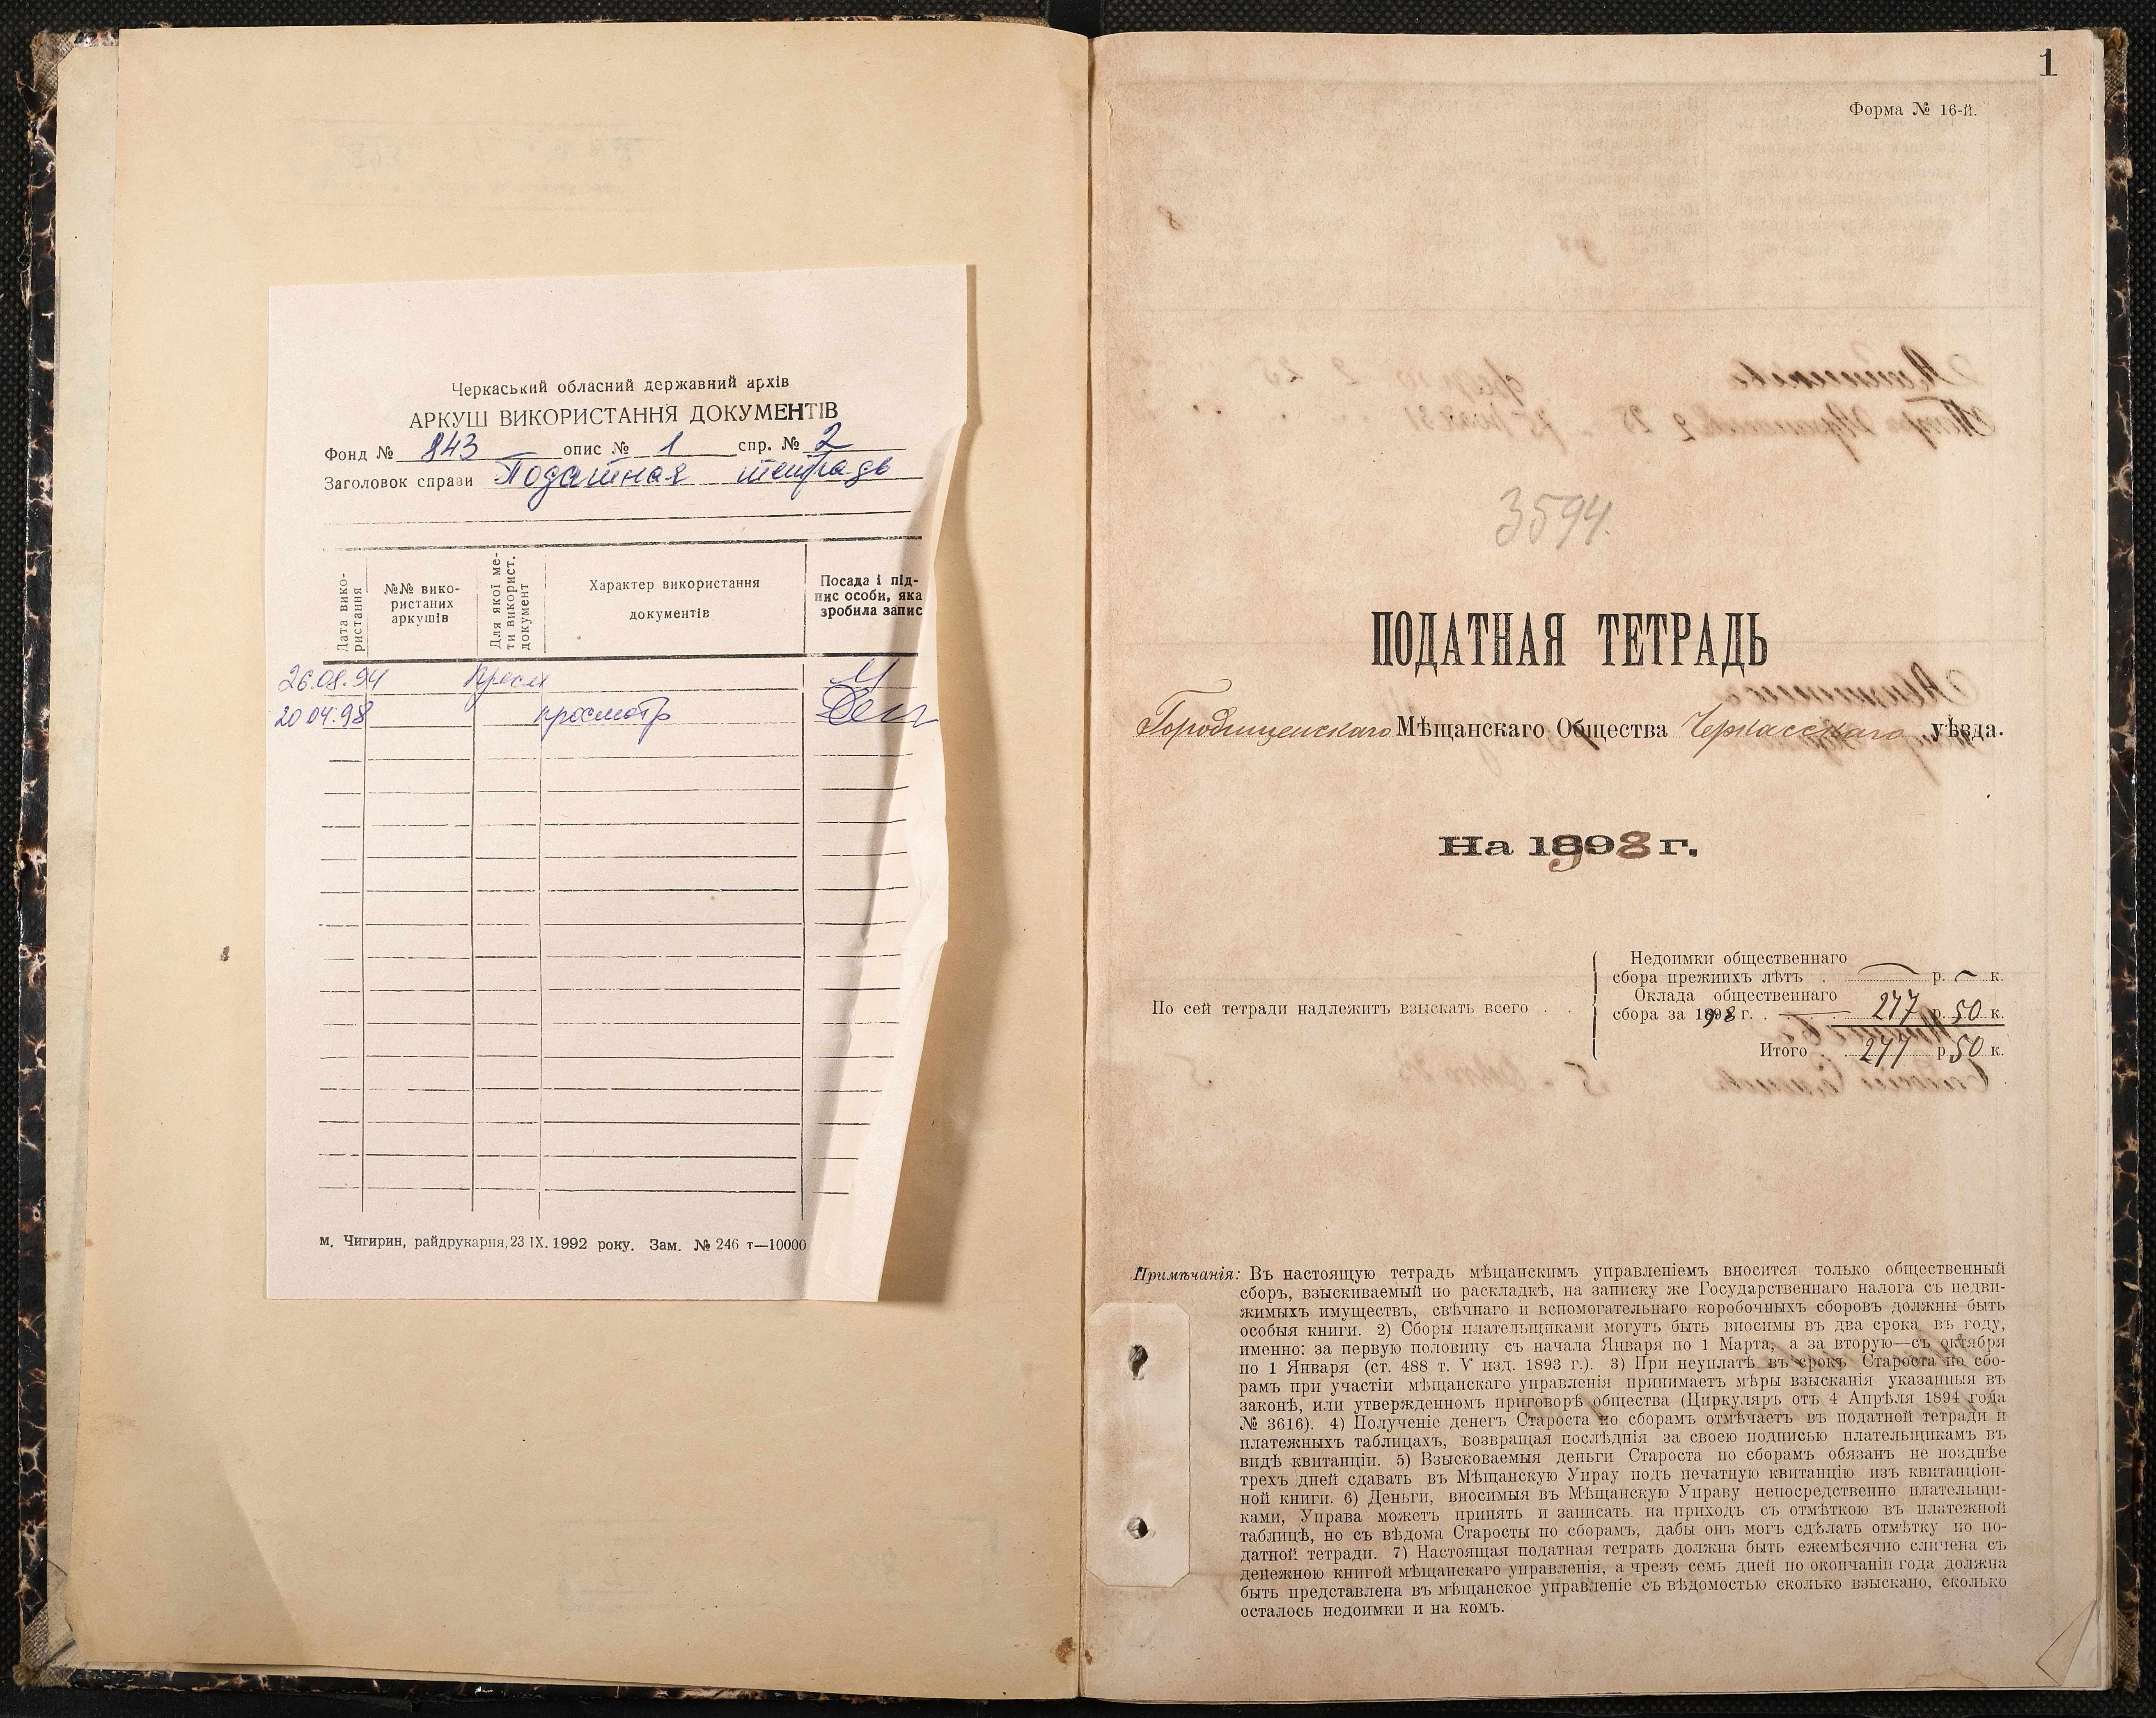 Черкаський обласний державний архів
АРКУШ ВИКОРИСТАННЯ ДОКУМЕНТІВ
Фонд № 843 опис № 1 спр. № 2
Заголовок справи Податная тетрадь
Дата вико-
ристання
№№ вико-
ристаних
аркушів
Для якої ме-
ти використ.
документ
Характер використання
документів
Посада і під-
пис особи, яка
зробила запис
26.08.94
20 04.98 просмотр
м. Чигирин, райдрукарня, 23 IX. 1992 року. Зам. № 246 т—10000
1
Форма № 16-й.
3594.
ПОДАТНАЯ ТЕТРАДЬ
Городищенскаго Мѣщанскаго Общества Черкасскаго уѣзда.
На 1908 г.
Недоимки общественнаго
сбора прежнихъ лѣтъ . — р. — к.
По сей тетради надлежитъ взыскать всего . .
Оклада общественнаго
сбора за 1908 г. . — 277 р. 50 к.
Итого . . 277 р 50 к.
Примѣчанія: Въ настоящую тетрадь мѣщанскимъ управленіемъ вносится только общественный
сборъ, взыскиваемый по раскладкѣ, на записку же Государственнаго налога съ недви-
жимыхъ имуществъ, свѣчнаго и вспомогательнаго коробочныхъ сборовъ должны быть
особыя книги. 2) Сборы плательщиками могутъ быть вносимы въ два срока въ году,
именно: за первую половину съ начала Января по 1 Марта, а за вторую—съ октября
по 1 Января (ст. 488 т. V изд. 1893 г.). 3) При неуплатѣ въ срокъ Староста по сбо-
рамъ при участіи мѣщанскаго управленія принимаетъ мѣры взысканія указанныя въ
законѣ, или утвержденномъ приговорѣ общества (Циркуляръ отъ 4 Апрѣля 1894 года
№ 3616). 4) Полученіе денегъ Староста по сборамъ отмѣчаетъ въ податной тетради и
платежныхъ таблицахъ, возвращая послѣднія за своею подписью плательщикамъ въ
видѣ квитанціи. 5) Взысковаемыя деньги Староста по сборамъ обязанъ не позднѣе
трехъ дней сдавать въ Мѣщанскую Упрау подъ печатную квитанцію изъ квитанціон-
ной книги. 6) Деньги, вносимыя въ Мѣщанскую Управу непосредственно плательщи-
ками, Управа можетъ принять и записать на приходъ съ отмѣткою въ платежной
таблицѣ, но съ вѣдома Старосты по сборамъ, дабы онъ могъ сдѣлать отмѣтку по по-
датной тетради. 7) Настоящая податная тетрать должна быть ежемѣсячно сличена съ
денежною книгой мѣщанскаго управленія, а чрезъ семь дней по окончаніи года должна
быть представлена въ мѣщанское управленіе съ вѣдомостью сколько взыскано, сколько
осталось недоимки и на комъ.